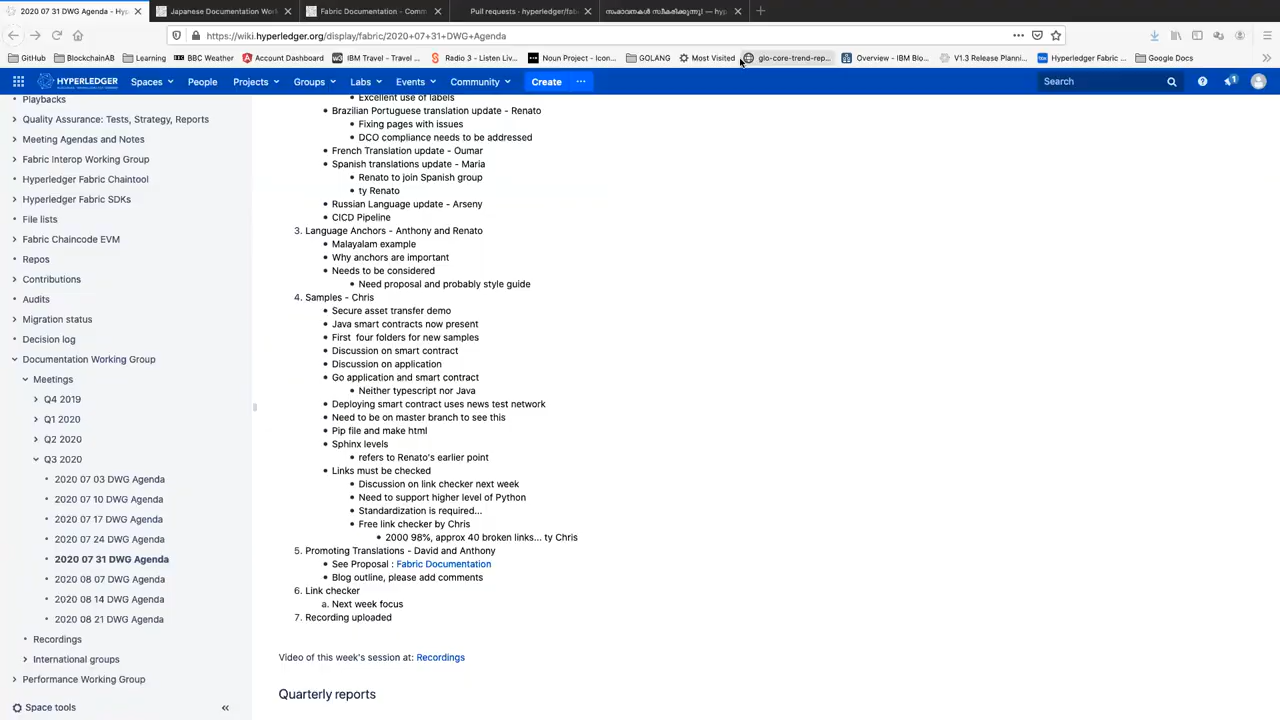 2020 07 31 DWG Agenda - Hy
Japanese Documentation Wo
Fabric Documentation - Comm
Pull requests · hyperledger/fab
സംഭാവനകൾ സ്വീകരിക്കുന്നു! — hyp
https://wiki.hyperledger.org/display/fabric/2020+07+31+DWG+Agenda
GitHub
BlockchainAB
Learning
BBC Weather
Account Dashboard
IBM Travel - Travel ...
Radio 3 - Listen Liv...
Noun Project - Icon...
GOLANG
Most Visited
glo-core-trend-rep...
Overview - IBM Blo...
V1.3 Release Planni...
Hyperledger Fabric ...
Google Docs
HYPERLEDGER
Spaces
People
Projects
Groups
Labs
Events
Community
Create
Search
1
Playbacks
Quality Assurance: Tests, Strategy, Reports
Meeting Agendas and Notes
Fabric Interop Working Group
Hyperledger Fabric Chaintool
Hyperledger Fabric SDKs
File lists
Fabric Chaincode EVM
Repos
Contributions
Audits
Migration status
Decision log
Documentation Working Group
Meetings
Q4 2019
Q1 2020
Q2 2020
Q3 2020
2020 07 03 DWG Agenda
2020 07 10 DWG Agenda
2020 07 17 DWG Agenda
2020 07 24 DWG Agenda
2020 07 31 DWG Agenda
2020 08 07 DWG Agenda
2020 08 14 DWG Agenda
2020 08 21 DWG Agenda
Recordings
International groups
Performance Working Group
Space tools
Excellent use of labels
Brazilian Portuguese translation update - Renato
Fixing pages with issues
DCO compliance needs to be addressed
French Translation update - Oumar
Spanish translations update - Maria
Renato to join Spanish group
ty Renato
Russian Language update - Arseny
CICD Pipeline
3. Language Anchors - Anthony and Renato
Malayalam example
Why anchors are important
Needs to be considered
Need proposal and probably style guide
4. Samples - Chris
Secure asset transfer demo
Java smart contracts now present
First four folders for new samples
Discussion on smart contract
Discussion on application
Go application and smart contract
Neither typescript nor Java
Deploying smart contract uses news test network
Need to be on master branch to see this
Pip file and make html
Sphinx levels
refers to Renato's earlier point
Links must be checked
Discussion on link checker next week
Need to support higher level of Python
Standardization is required...
Free link checker by Chris
2000 98%, approx 40 broken links... ty Chris
5. Promoting Translations - David and Anthony
See Proposal : Fabric Documentation
Blog outline, please add comments
6. Link checker
a. Next week focus
7. Recording uploaded
Video of this week's session at: Recordings
Quarterly reports